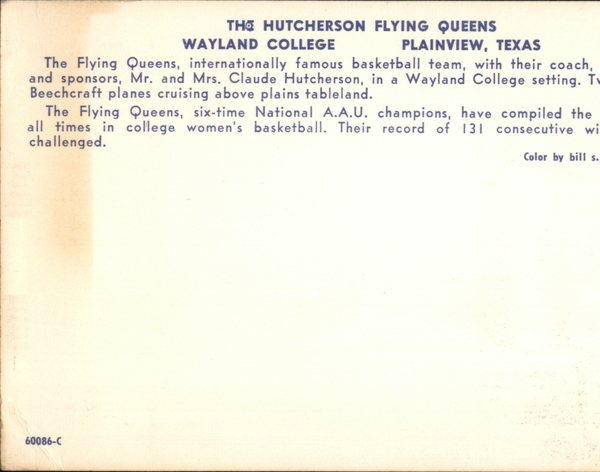 THE HUTCHERSON FLYING QUEENS
WAYLAND COLLEGE PLAINVIEW, TEXAS
The Flying Queens, internationally famous basketball team, with their coach,
and sponsors, Mr. and Mrs. Claude Hutcherson, in a Wayland College setting. Tw
Beechcraft planes cruising above plains tableland.
The Flying Queens, six-time National A.A.U. champions, have compiled the
all times in college women's basketball. Their record of 131 consecutive wi
challenged.
Color by bill s.
60086-C